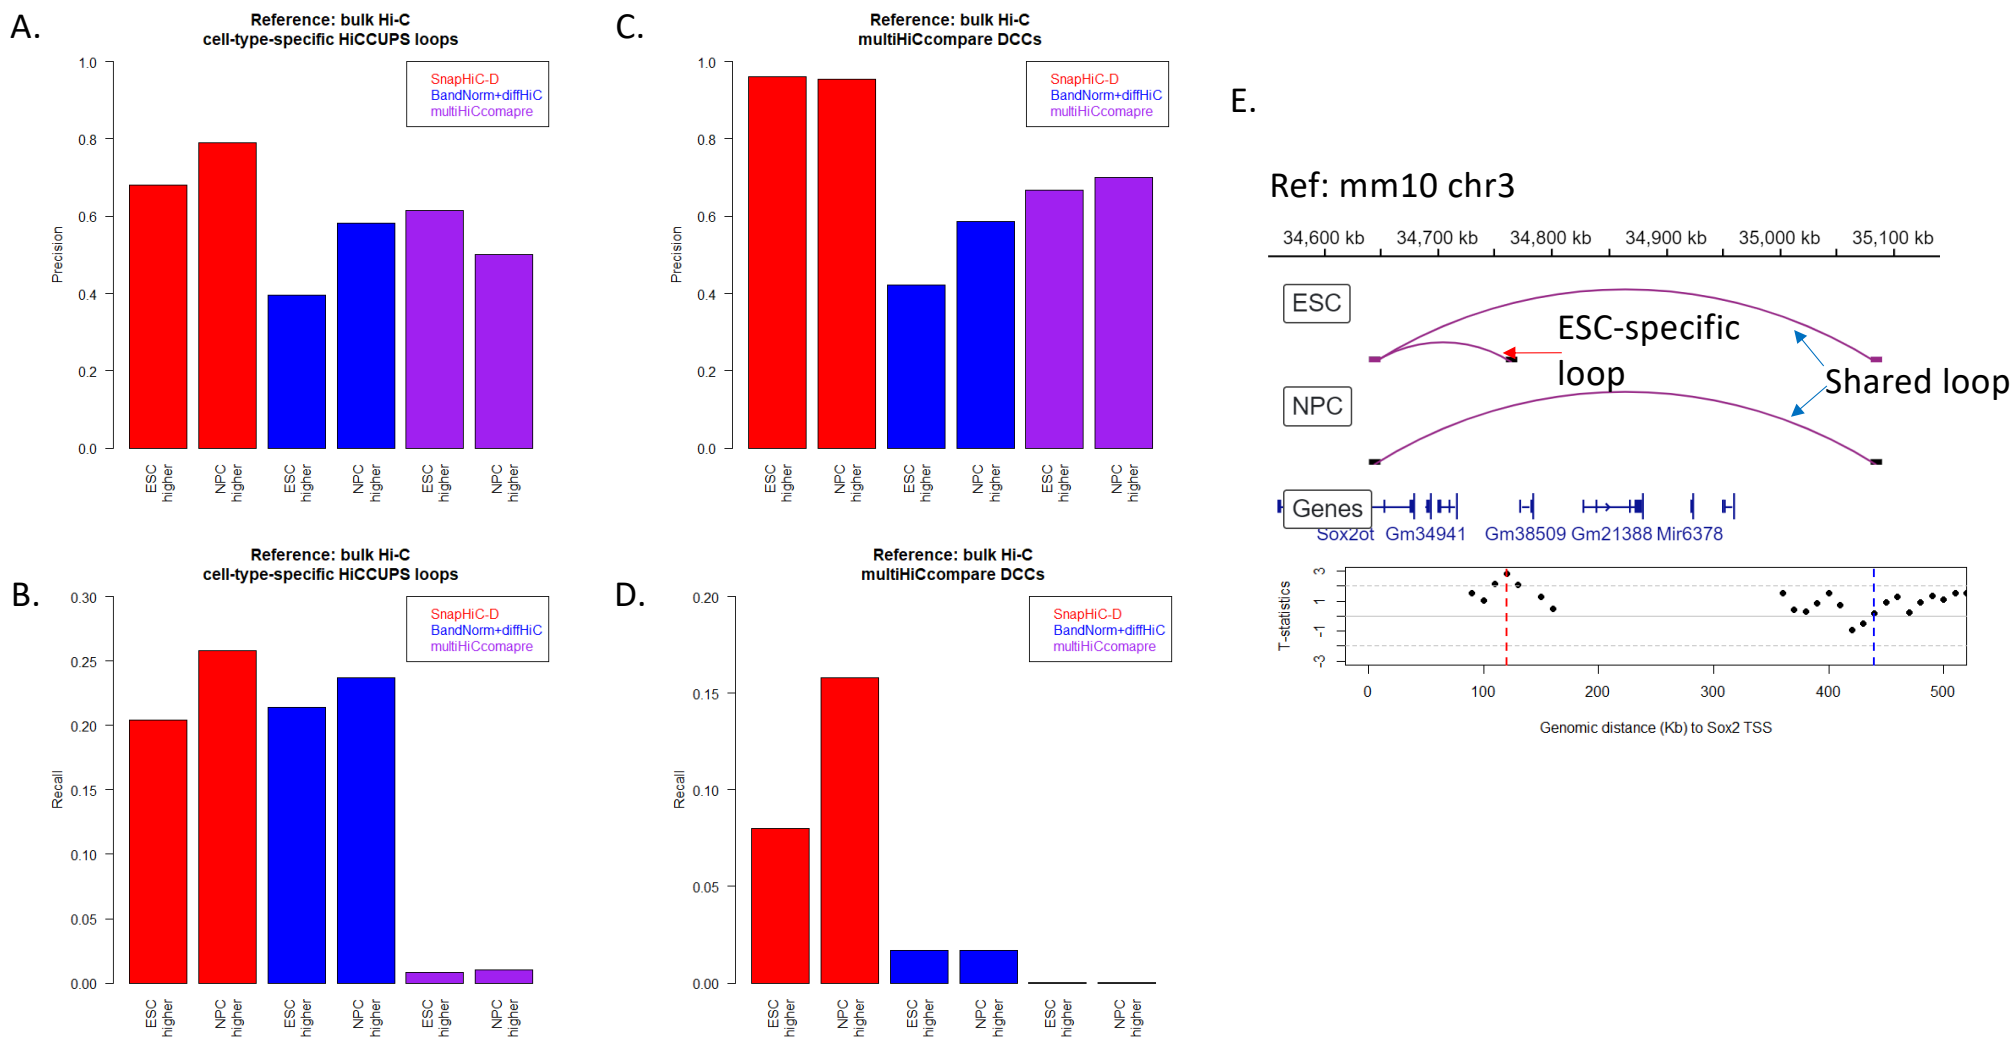 A.
Reference: bulk Hi-C
cell-type-specific HiCCUPS loops
SnapHiC-D
BandNorm+diffHiC
multiHiCcomapre
Precision
1.0
0.8
0.6
0.4
0.2
0.0
ESC higher
NPC higher
ESC higher
NPC higher
ESC higher
NPC higher
B.
Reference: bulk Hi-C
cell-type-specific HiCCUPS loops
SnapHiC-D
BandNorm+diffHiC
multiHiCcomapre
Recall
0.30
0.25
0.20
0.15
0.10
0.05
0.00
ESC higher
NPC higher
ESC higher
NPC higher
ESC higher
NPC higher
C.
Reference: bulk Hi-C
multiHiCcompare DCCs
SnapHiC-D
BandNorm+diffHiC
multiHiCcomapre
Precision
1.0
0.8
0.6
0.4
0.2
0.0
ESC higher
NPC higher
ESC higher
NPC higher
ESC higher
NPC higher
D.
Reference: bulk Hi-C
multiHiCcompare DCCs
SnapHiC-D
BandNorm+diffHiC
multiHiCcomapre
Recall
0.20
0.15
0.10
0.05
0.00
ESC higher
NPC higher
ESC higher
NPC higher
ESC higher
NPC higher
E.
Ref: mm10 chr3
34,600 kb 34,700 kb 34,800 kb 34,900 kb 35,000 kb 35,100 kb
ESC
ESC-specific
loop
Shared loop
NPC
Genes
Sox2ot Gm34941 Gm38509 Gm21388 Mir6378
T-statistics
3
1
-1
-3
0 100 200 300 400 500
Genomic distance (Kb) to Sox2 TSS